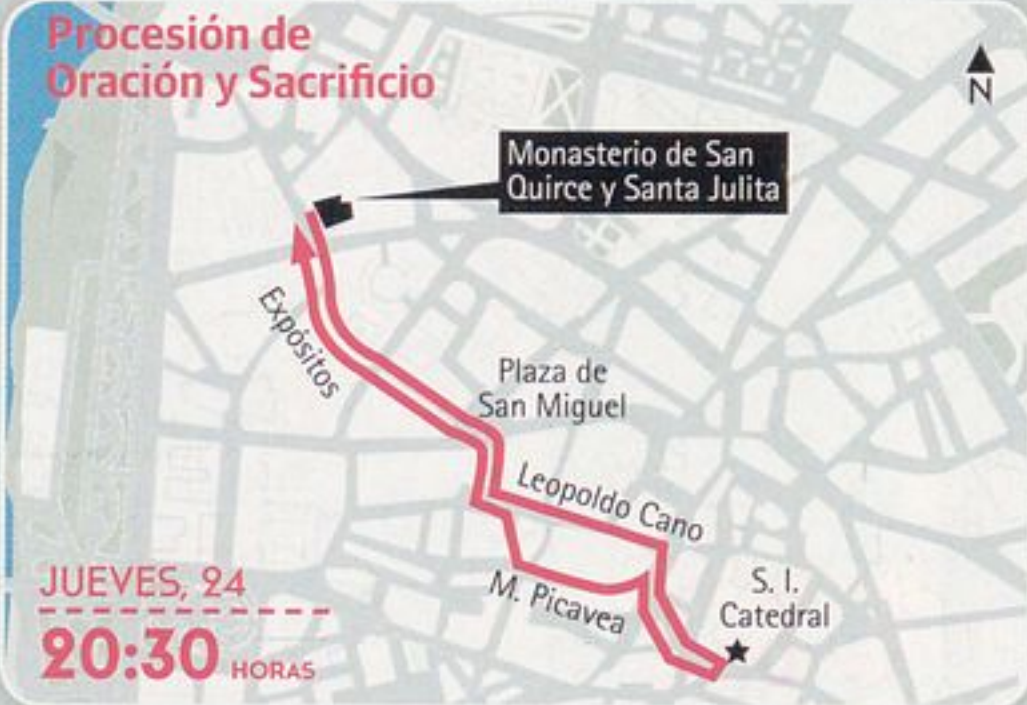 Procesión de
Oración y Sacrificio
N
Monasterio de San
Quirce y Santa Julita
Expósitos
Plaza de
San Miguel
Leopoldo Cano
M. Picavea
S. I.
Catedral
JUEVES, 24
20:30 HORAS